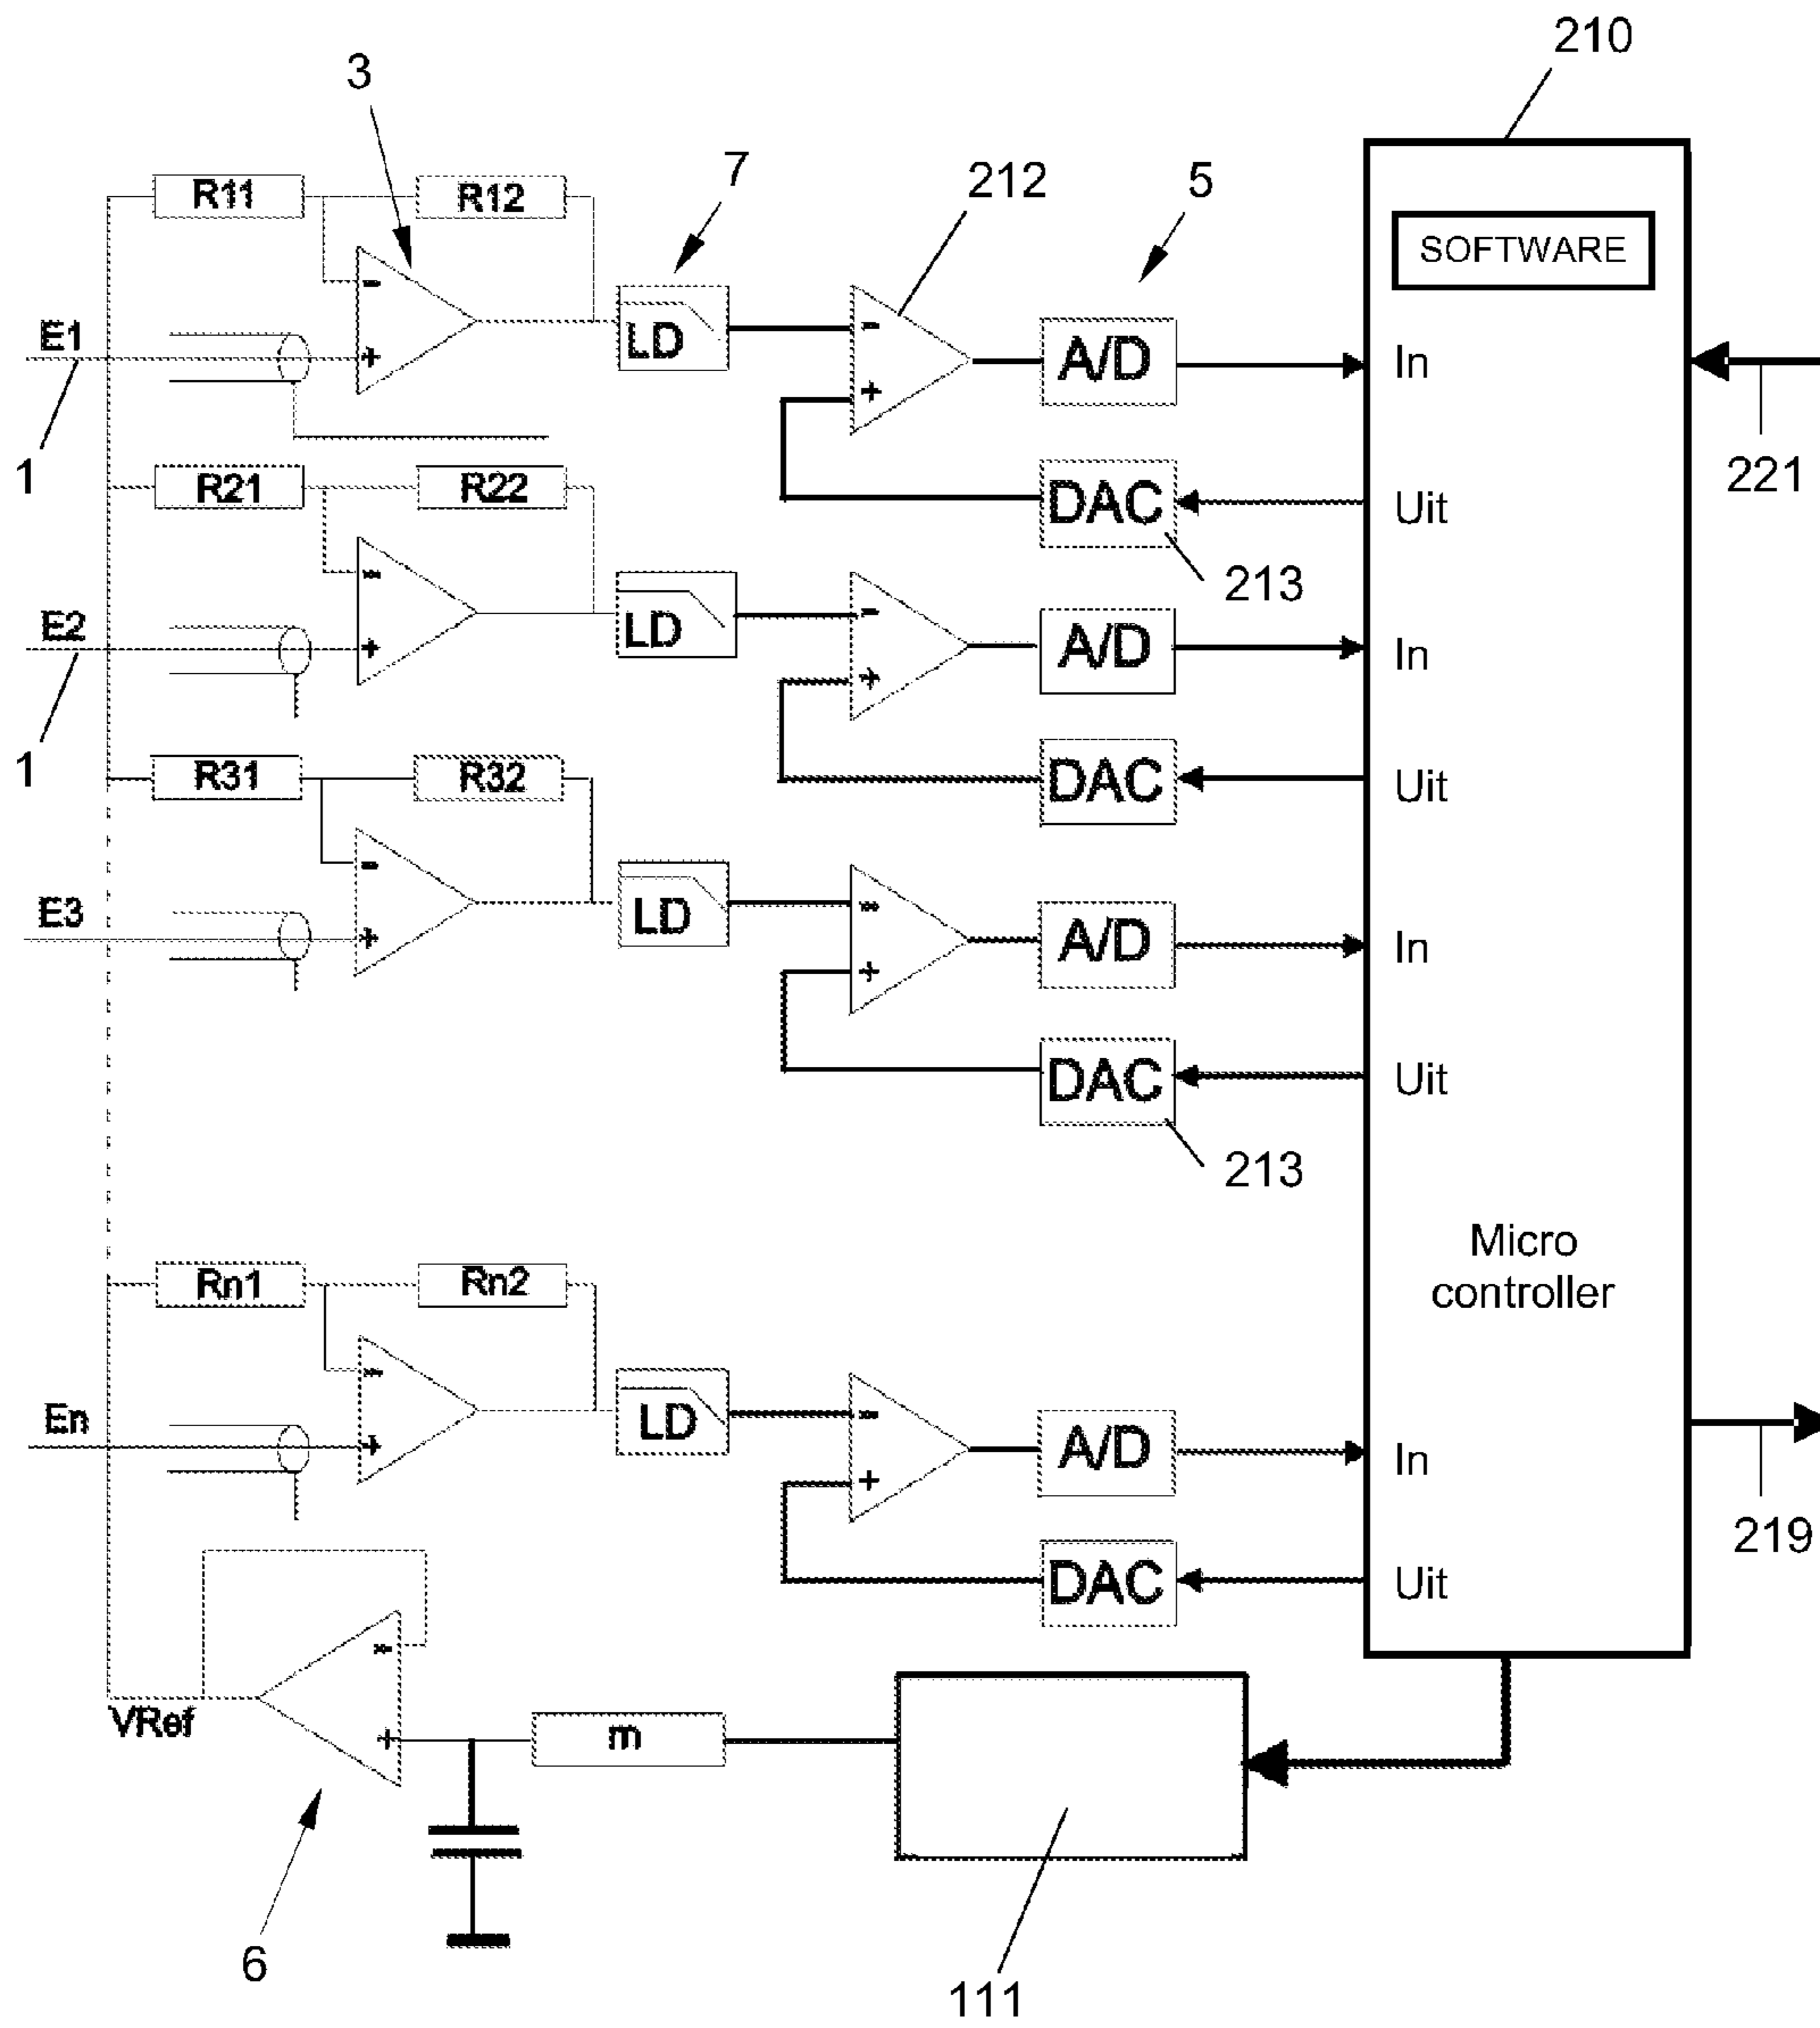 210
3
7
212
5
R11
R12
SOFTWARE
-
-
E1
LD
A/D
In
+
+
1
221
R21
R22
DAC
Uit
213
-
-
E2
LD
A/D
In
+
+
1
R31
R32
DAC
Uit
-
-
E3
LD
A/D
In
+
+
DAC
Uit
213
Micro
controller
Rn1
Rn2
-
-
En
LD
A/D
In
+
+
219
DAC
Uit
-
VRef
+
m
6
111